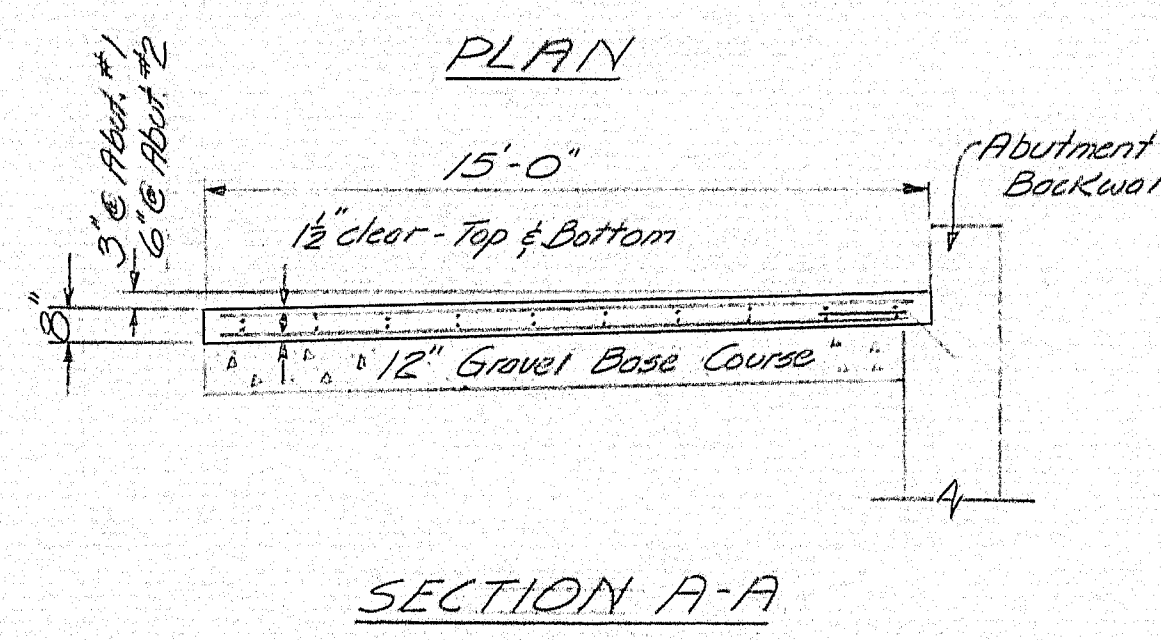 PLAN
3" @ Abut. #1
6" @ Abut. #2
15'-0"
Abutment
1½" clear - Top & Bottom
8"
12" Gravel Base Course
SECTION A-A